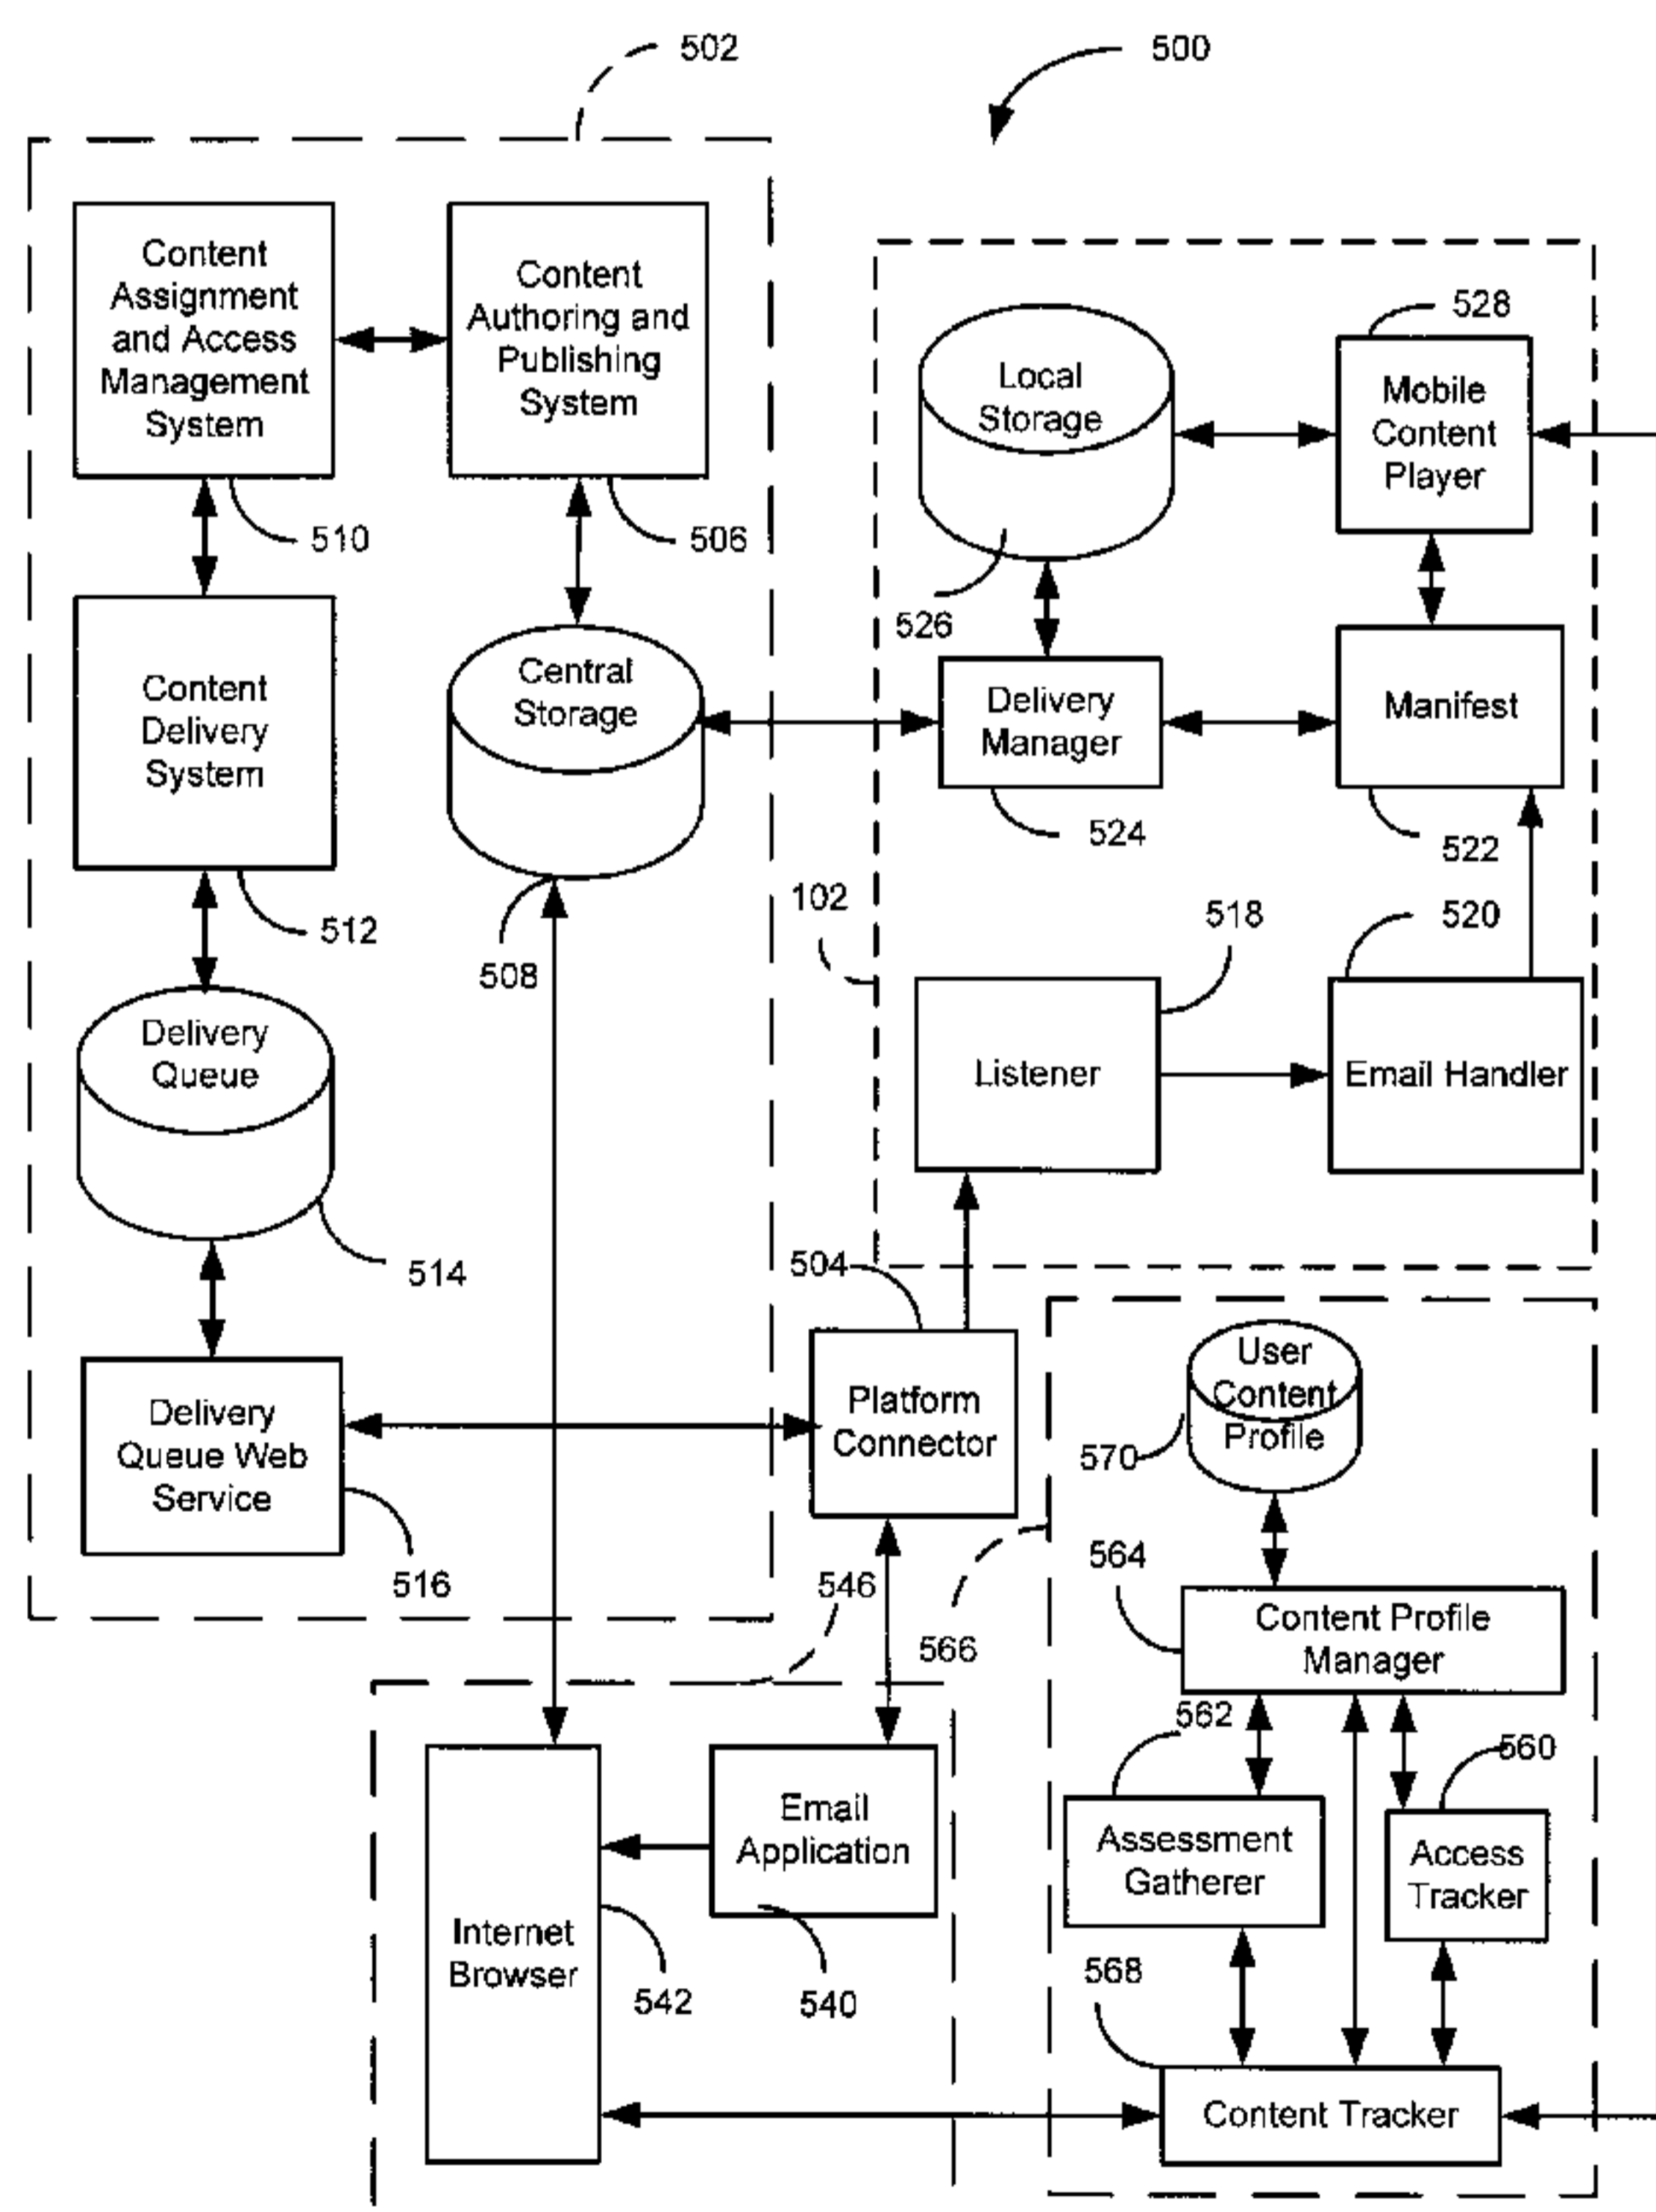 502
500
Content
Assignment
and Access
Management
System
510
Content
Authoring and
Publishing
System
506
Content
Delivery
System
512
Central
Storage
508
Delivery
Queue
514
Delivery
Queue Web
Service
516
Local
Storage
526
528
Mobile
Content
Player
Delivery
Manager
524
Manifest
522
102
518
520
Listener
Email Handler
504
Platform
Connector
546
566
User
Content
Profile
570
564
Content Profile
Manager
562
560
Assessment
Gatherer
Access
Tracker
568
Content Tracker
Email
Application
540
Internet
Browser
542